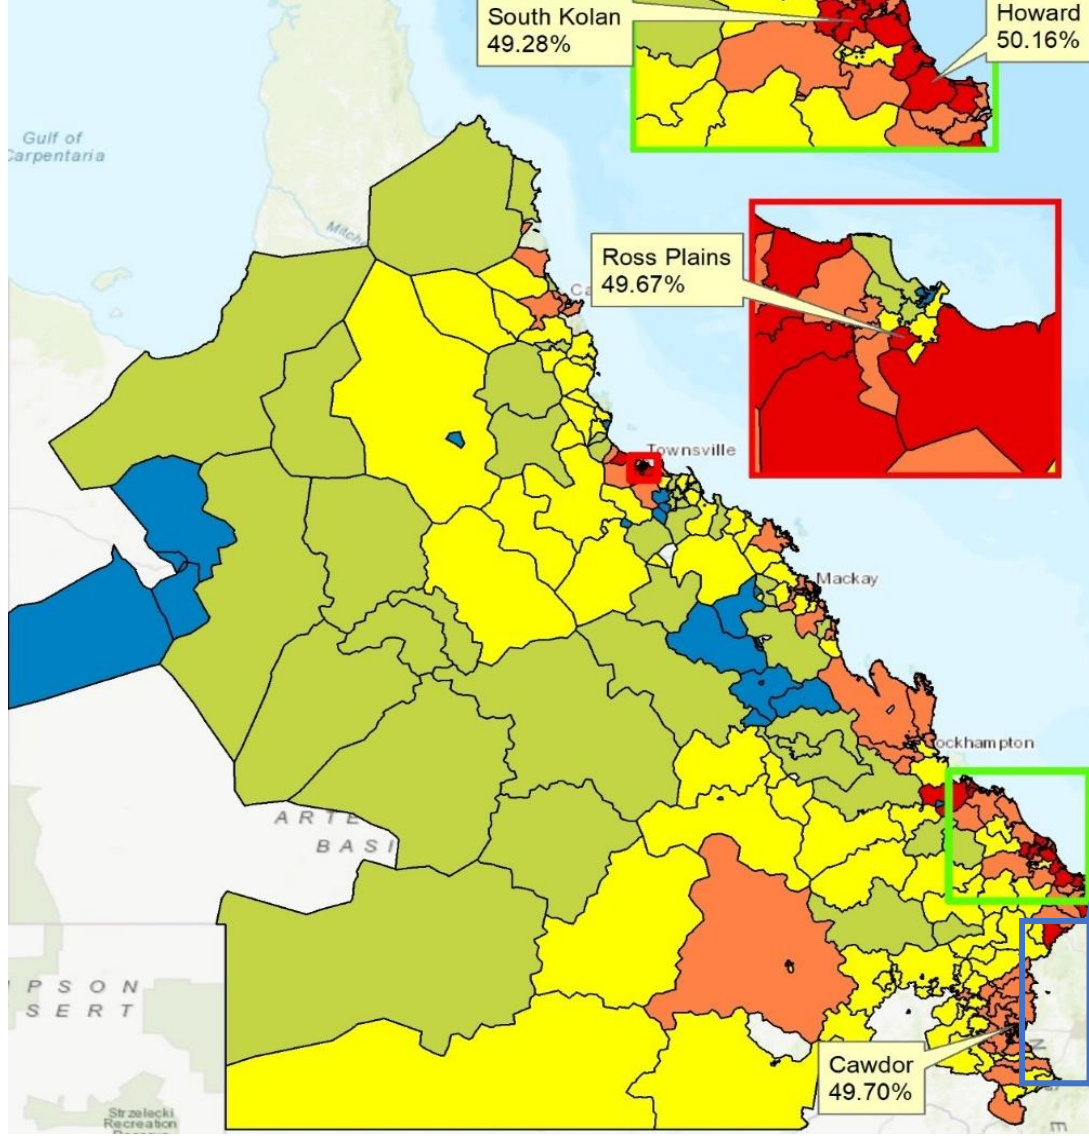 South Kolan
49.28%
Howard
50.16%
Gulf of
Carpentaria
Ross Plains
49.67%
Townsville
Mackay
ockhampton
ARTE
BASI
PSON
SERT
Cawdor
49.70%
Strzelecki
Recreation